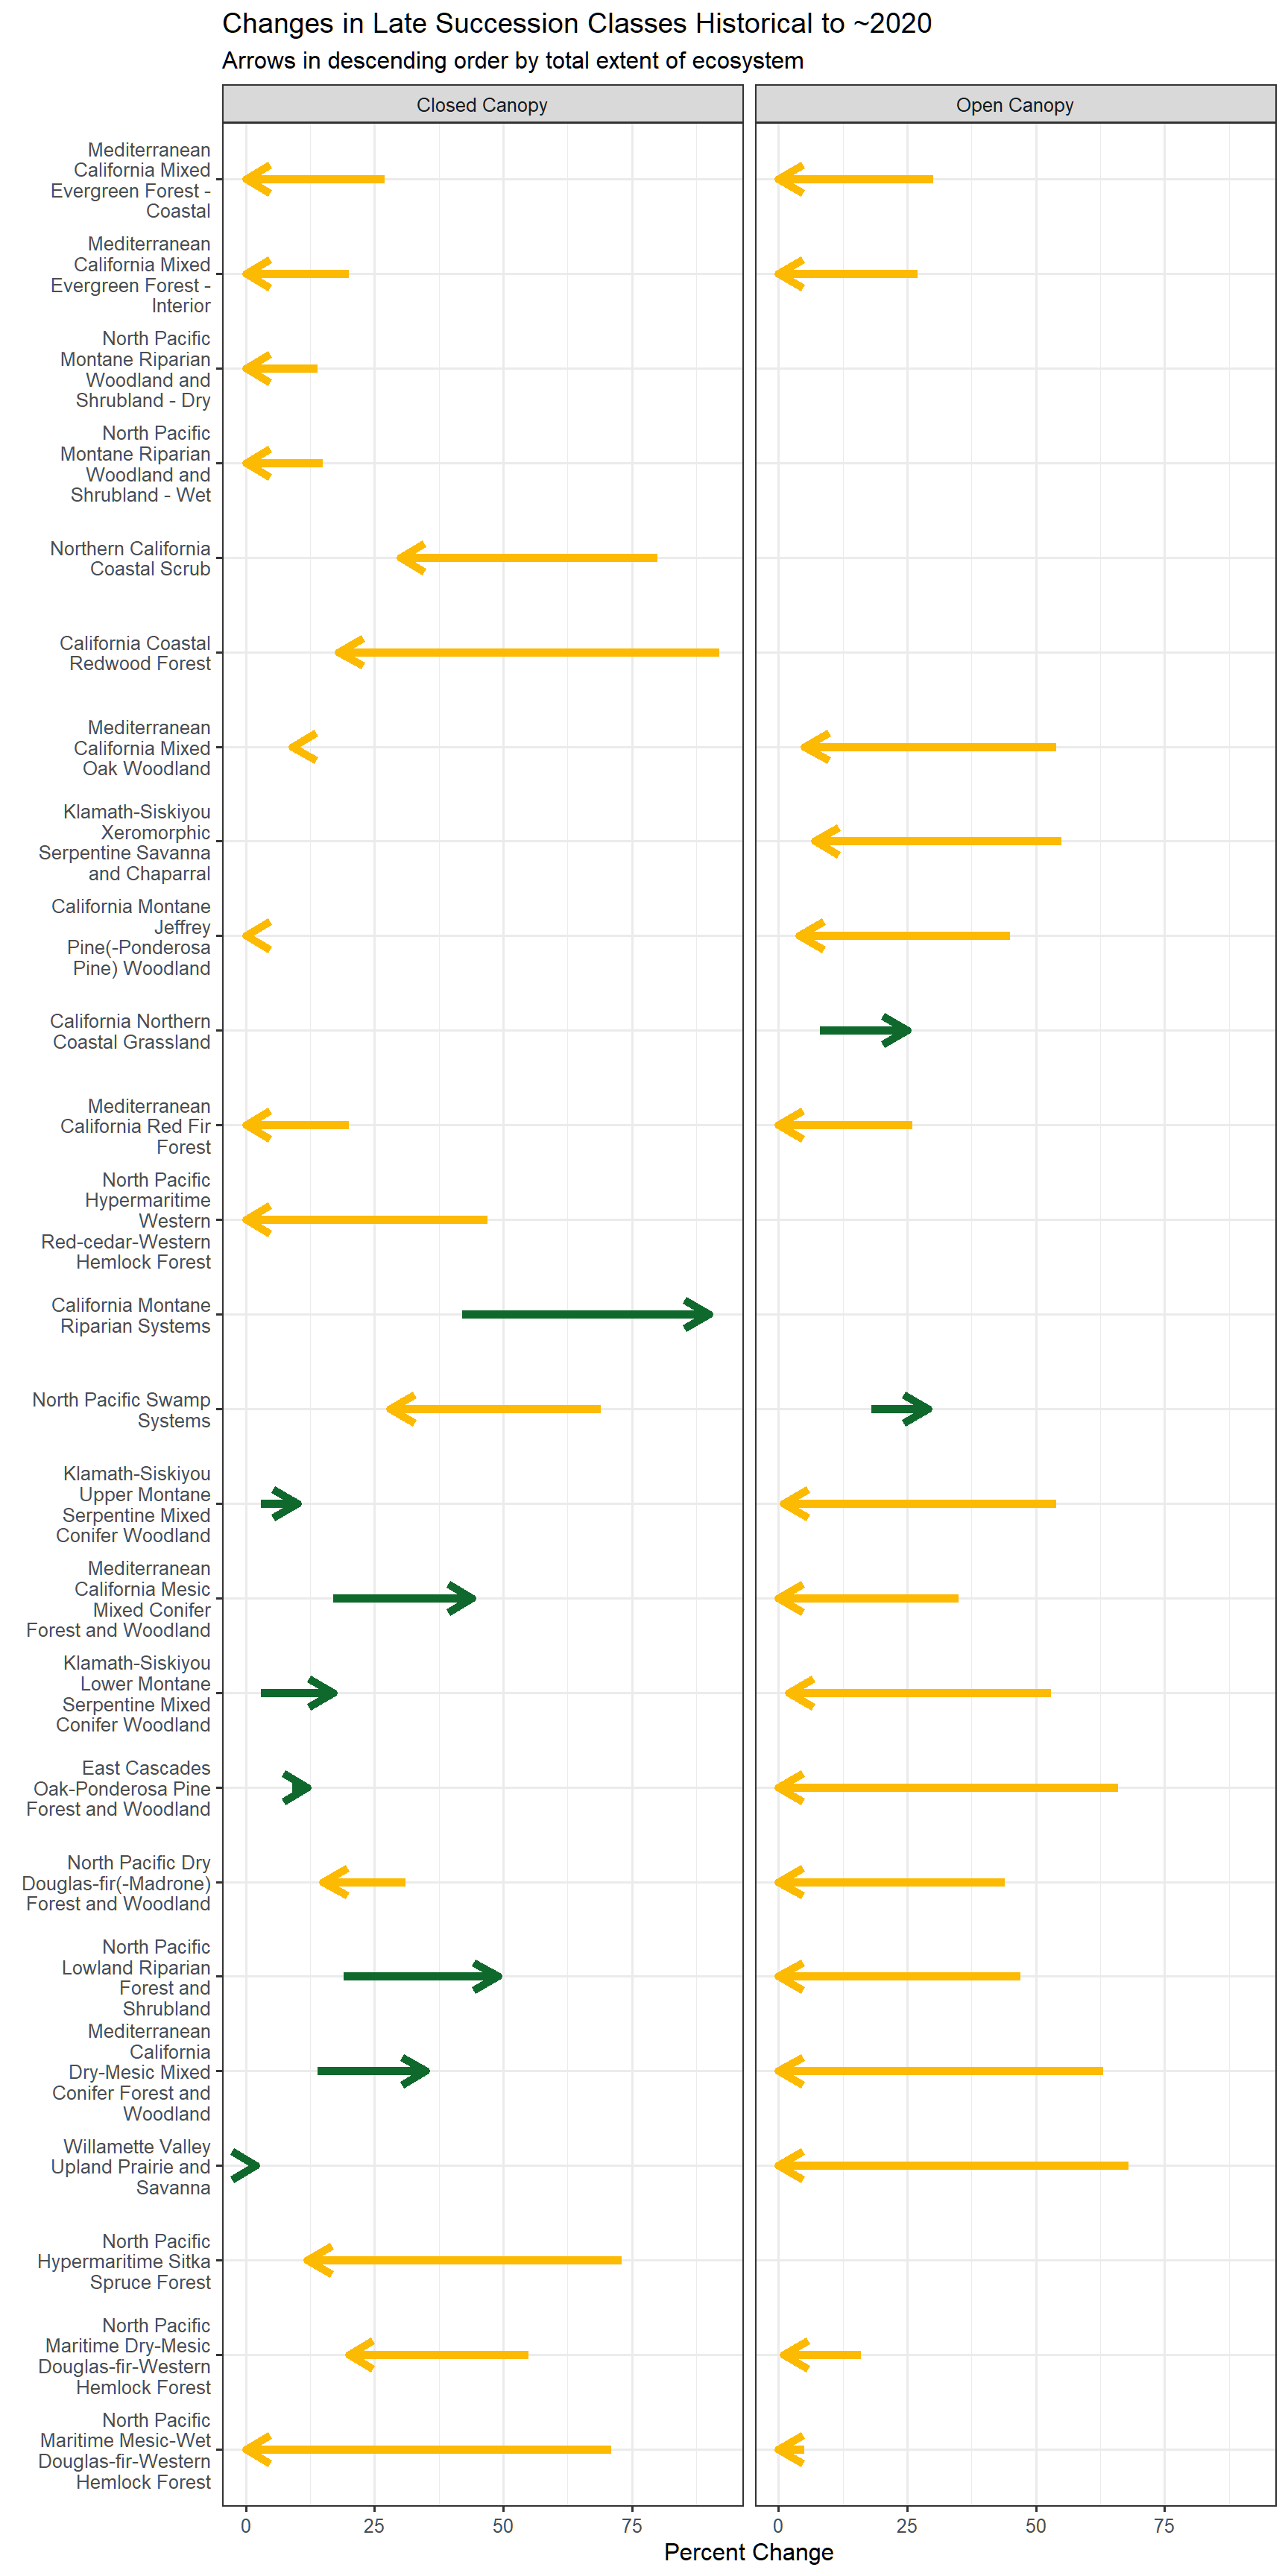 Changes in Late Succession Classes Historical to ~2020
Arrows in descending order by total extent of ecosystem
Closed Canopy
Open Canopy
Mediterranean
California Mixed
Evergreen Forest -
Coastal
Mediterranean
California Mixed
Evergreen Forest -
Interior
North Pacific
Montane Riparian
Woodland and
Shrubland - Dry
North Pacific
Montane Riparian
Woodland and
Shrubland - Wet
Northern California
Coastal Scrub
California Coastal
Redwood Forest
Mediterranean
California Mixed
Oak Woodland
Klamath-Siskiyou
Xeromorphic
Serpentine Savanna
and Chaparral
California Montane
Jeffrey
Pine(-Ponderosa
Pine) Woodland
California Northern
Coastal Grassland
Mediterranean
California Red Fir
Forest
North Pacific
Hypermaritime
Western
Red-cedar-Western
Hemlock Forest
California Montane
Riparian Systems
North Pacific Swamp
Systems
Klamath-Siskiyou
Upper Montane
Serpentine Mixed
Conifer Woodland
Mediterranean
California Mesic
Mixed Conifer
Forest and Woodland
Klamath-Siskiyou
Lower Montane
Serpentine Mixed
Conifer Woodland
East Cascades
Oak-Ponderosa Pine
Forest and Woodland
North Pacific Dry
Douglas-fir(-Madrone)
Forest and Woodland
North Pacific
Lowland Riparian
Forest and
Shrubland
Mediterranean
California
Dry-Mesic Mixed
Conifer Forest and
Woodland
Willamette Valley
Upland Prairie and
Savanna
North Pacific
Hypermaritime Sitka
Spruce Forest
North Pacific
Maritime Dry-Mesic
Douglas-fir-Western
Hemlock Forest
North Pacific
Maritime Mesic-Wet
Douglas-fir-Western
Hemlock Forest
0 25 50 75
0 25 50 75
Percent Change